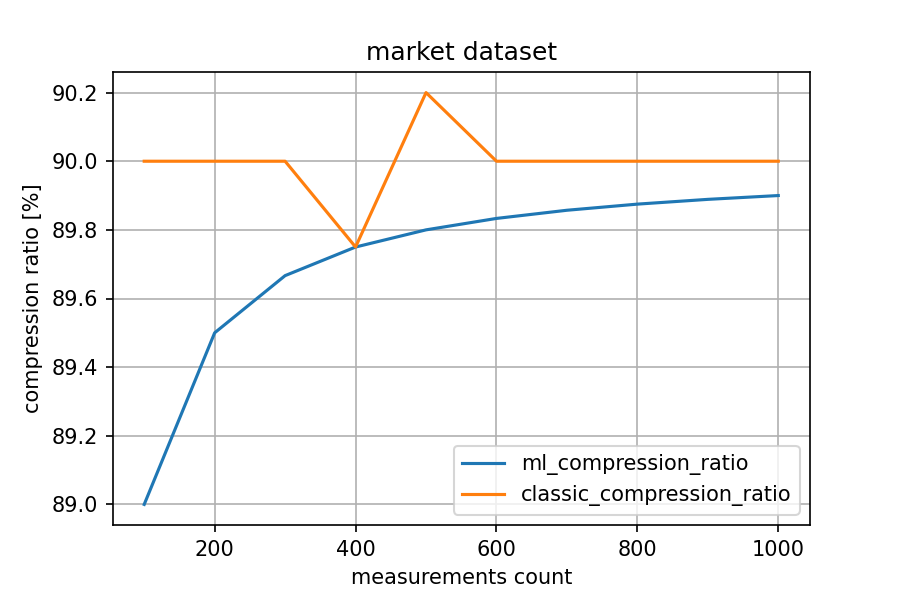 market dataset
compression ratio [%]
90.2
90.0
89.8
89.6
89.4
89.2
89.0
ml_compression_ratio
classic_compression_ratio
200
400
600
800
1000
measurements count